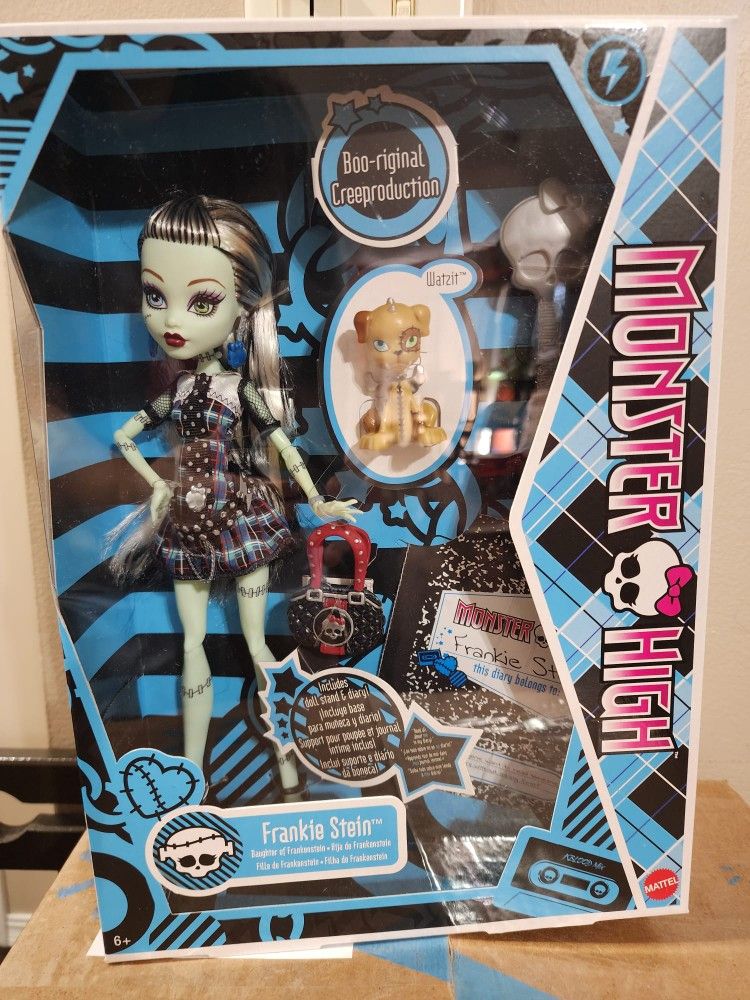 Boo-riginal
Creeproduction
Watzit™
MONSTER HIGH™
MONSTER
Frankie St
this diary belongs to:
Includes
doll stand & diary!
¡Incluye base
para muñeca y diario!
Support pour poupée et journal
intime inclus!
Inclui suporte e diário
da boneca!
Frankie Stein™
Daughter of Frankenstein • Hija de Frankenstein
Fille de Frankenstein • Filha do Frankenstein
MATTEL
6+